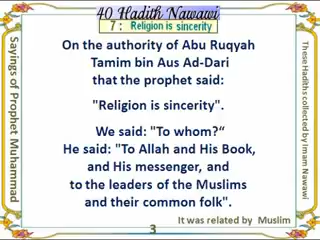 40 Hadith Nawawi
7 : Religion is sincerity
Sayings of Prophet Muhammad
On the authority of Abu Ruqyah
Tamim bin Aus Ad-Dari
that the prophet said:
"Religion is sincerity".
We said: "To whom?“
He said: "To Allah and His Book,
and His messenger, and
to the leaders of the Muslims
and their common folk".
It was related by Muslim
3
These Hadiths collected by Imam Nawawi